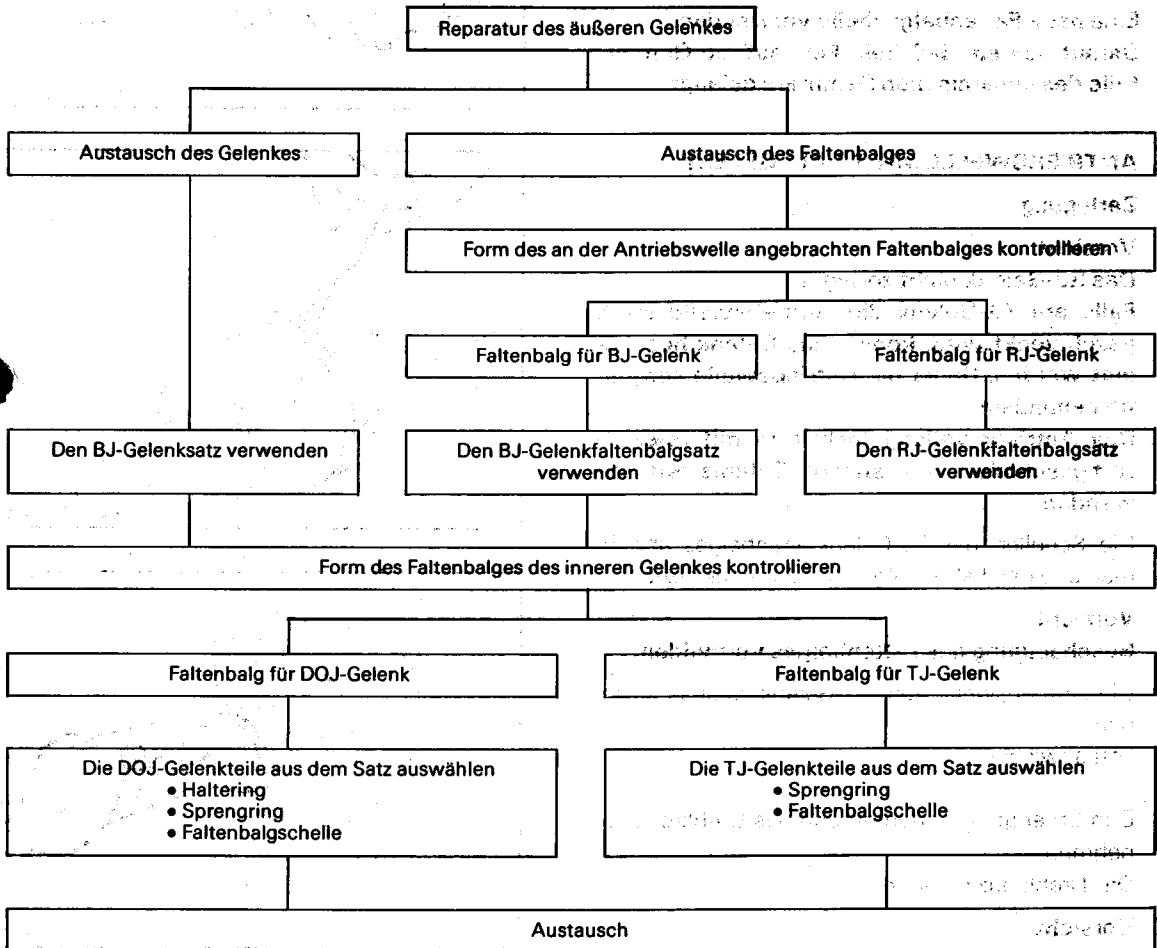 Reparatur des äußeren Gelenkes
Austausch des Gelenkes
Austausch des Faltenbalges
Form des an der Antriebswelle angebrachten Faltenbalges kontrollieren
Faltenbalg für BJ-Gelenk
Faltenbalg für RJ-Gelenk
Den BJ-Gelenksatz verwenden
Den BJ-Gelenkfaltenbalgsatz
verwenden
Den RJ-Gelenkfaltenbalgsatz
verwenden
Form des Faltenbalges des inneren Gelenkes kontrollieren
Faltenbalg für DOJ-Gelenk
Faltenbalg für TJ-Gelenk
Die DOJ-Gelenkteile aus dem Satz auswählen
• Haltering
• Sprengring
• Faltenbalgschelle
Die TJ-Gelenkteile aus dem Satz auswählen
• Sprengring
• Faltenbalgschelle
Austausch